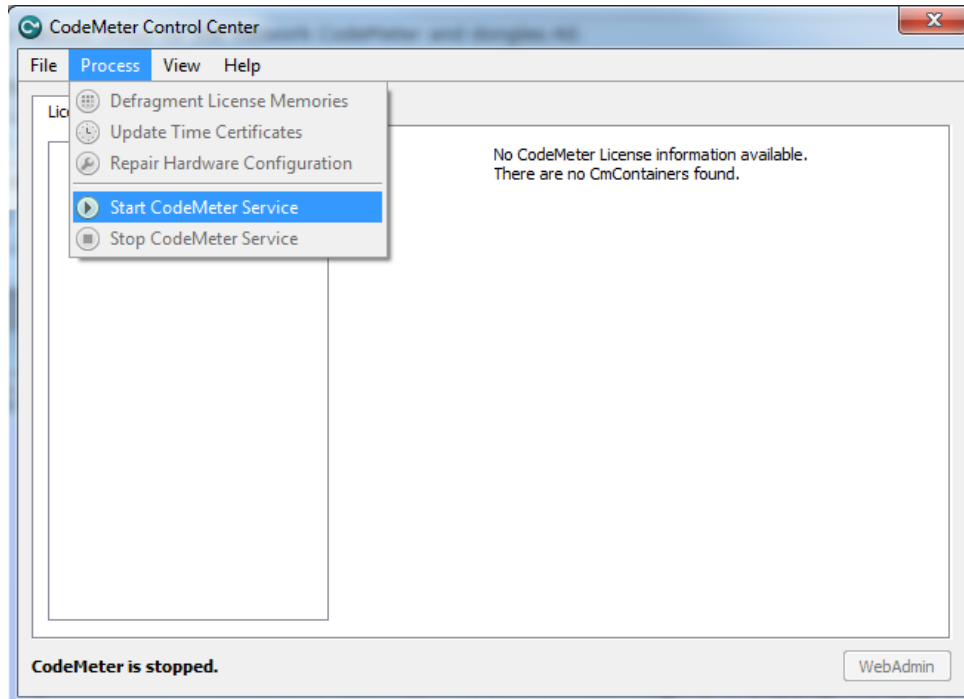 CodeMeter Control Center
File Process View Help
Lic
Defragment License Memories
Update Time Certificates
Repair Hardware Configuration
Start CodeMeter Service
Stop CodeMeter Service
No CodeMeter License information available.
There are no CmContainers found.
CodeMeter is stopped.
WebAdmin